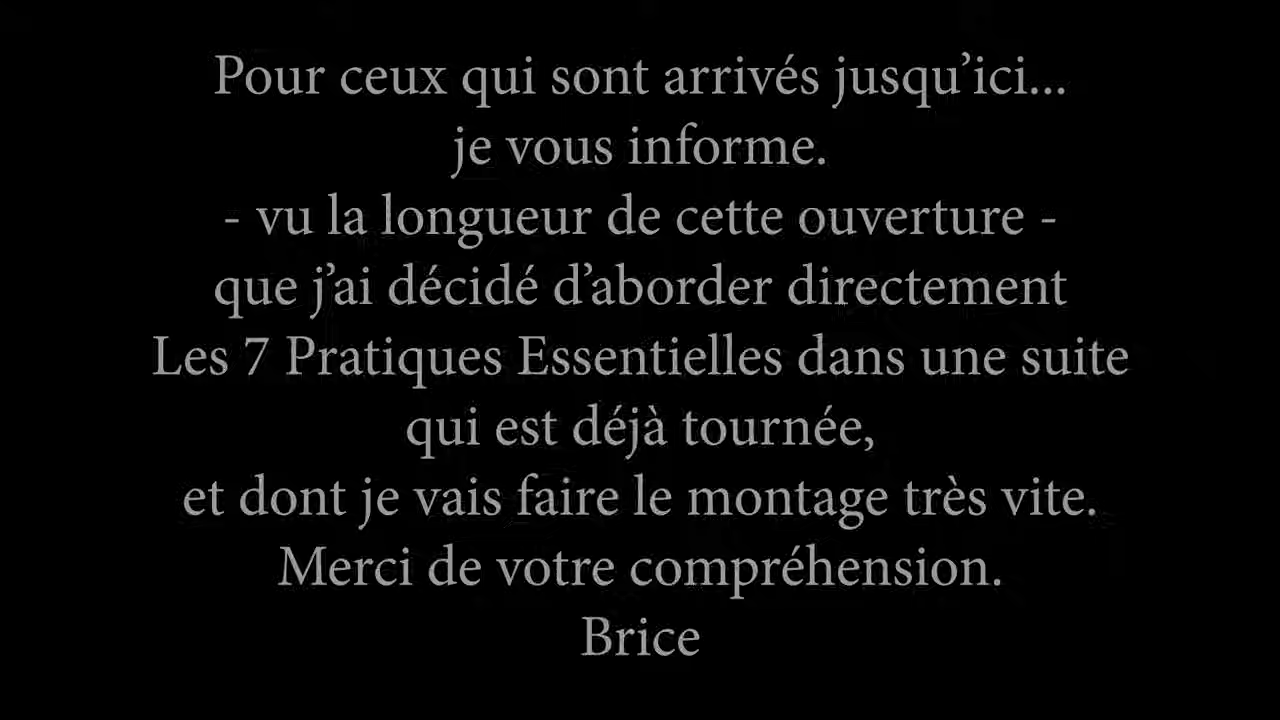 Pour ceux qui sont arrivés jusqu’ici...
je vous informe.
- vu la longueur de cette ouverture -
que j’ai décidé d’aborder directement
Les 7 Pratiques Essentielles dans une suite
qui est déjà tournée,
et dont je vais faire le montage très vite.
Merci de votre compréhension.
Brice